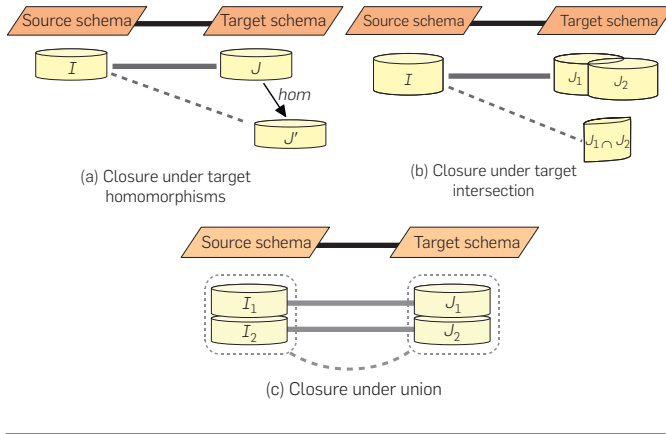 Source schema Target schema
I J
hom
J'
(a) Closure under target
homomorphisms
Source schema Target schema
I J1 J2
J1 ∩ J2
(b) Closure under target
intersection
Source schema Target schema
I1 J1
I2 J2
(c) Closure under union